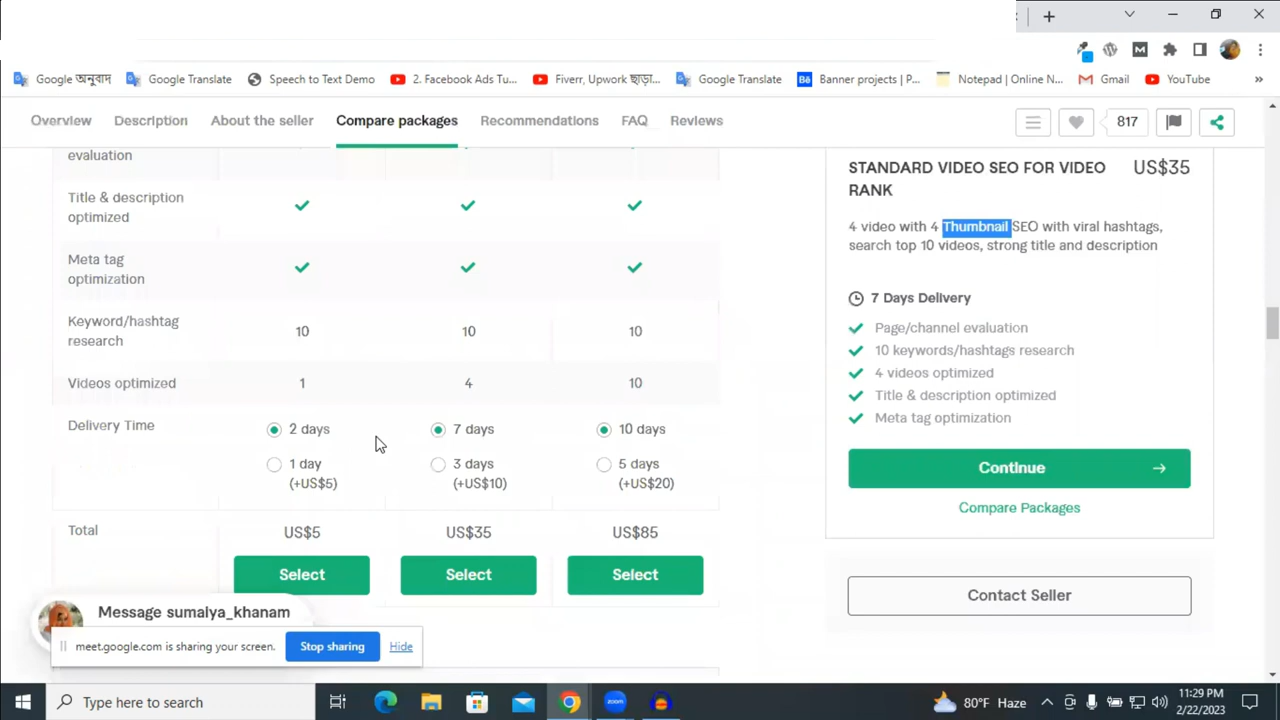 Google অনুবাদ
Google Translate
Speech to Text Demo
2. Facebook Ads Tu...
Fiverr, Upwork ছাড়া...
Google Translate
Bē
Banner projects | P...
Notepad | Online N...
Gmail
YouTube
»
Overview
Description
About the seller
Compare packages
Recommendations
FAQ
Reviews
817
evaluation
Title & description
optimized
Meta tag
optimization
Keyword/hashtag
research
10
10
10
Videos optimized
1
4
10
Delivery Time
2 days
7 days
10 days
1 day
(+US$5)
3 days
(+US$10)
5 days
(+US$20)
Total
US$5
US$35
US$85
Select
Select
Select
STANDARD VIDEO SEO FOR VIDEO
RANK
US$35
4 video with 4 Thumbnail SEO with viral hashtags,
search top 10 videos, strong title and description
7 Days Delivery
Page/channel evaluation
10 keywords/hashtags research
4 videos optimized
Title & description optimized
Meta tag optimization
Continue
Compare Packages
Contact Seller
Message sumaiya_khanam
meet.google.com is sharing your screen.
Stop sharing
Hide
Type here to search
zoom
80°F Haze
11:29 PM
2/22/2023